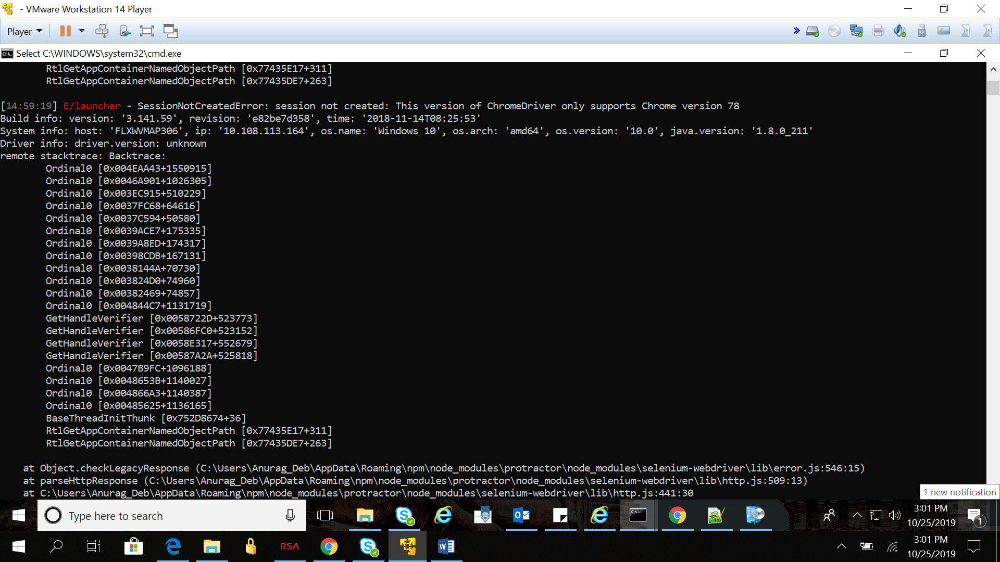 - VMware Workstation 14 Player
Player
Select C:\WINDOWS\system32\cmd.exe
RtlGetAppContainerNamedObjectPath [0x77435E17+311]
RtlGetAppContainerNamedObjectPath [0x77435DE7+263]
[14:59:19] E/launcher - SessionNotCreatedError: session not created: This version of ChromeDriver only supports Chrome version 78
Build info: version: '3.141.59', revision: 'e82be7d358', time: '2018-11-14T08:25:53'
System info: host: 'FLXWVMAP306', ip: '10.108.113.164', os.name: 'Windows 10', os.arch: 'amd64', os.version: '10.0', java.version: '1.8.0_211'
Driver info: driver.version: unknown
remote stacktrace: Backtrace:
Ordinal0 [0x004EAA43+1550915]
Ordinal0 [0x0046A901+1026305]
Ordinal0 [0x003EC915+510229]
Ordinal0 [0x0037FC68+64616]
Ordinal0 [0x0037C594+50580]
Ordinal0 [0x0039ACE7+175335]
Ordinal0 [0x0039A8ED+174317]
Ordinal0 [0x00398CDB+167131]
Ordinal0 [0x0038144A+70730]
Ordinal0 [0x003824D0+74960]
Ordinal0 [0x00382469+74857]
Ordinal0 [0x004844C7+1131719]
GetHandleVerifier [0x0058722D+523773]
GetHandleVerifier [0x00586FC0+523152]
GetHandleVerifier [0x0058E317+552679]
GetHandleVerifier [0x00587A2A+525818]
Ordinal0 [0x0047B9FC+1096188]
Ordinal0 [0x0048653B+1140027]
Ordinal0 [0x004866A3+1140387]
Ordinal0 [0x00485625+1136165]
BaseThreadInitThunk [0x752D8674+36]
RtlGetAppContainerNamedObjectPath [0x77435E17+311]
RtlGetAppContainerNamedObjectPath [0x77435DE7+263]
at Object.checkLegacyResponse (C:\Users\Anurag_Deb\AppData\Roaming\npm\node_modules\protractor\node_modules\selenium-webdriver\lib\error.js:546:15)
at parseHttpResponse (C:\Users\Anurag_Deb\AppData\Roaming\npm\node_modules\protractor\node_modules\selenium-webdriver\lib\http.js:509:13)
at C:\Users\Anurag_Deb\AppData\Roaming\npm\node_modules\protractor\node_modules\selenium-webdriver\lib\http.js:441:30
1 new notification
Type here to search
3:01 PM
10/25/2019
1
RSA
3:01 PM
10/25/2019